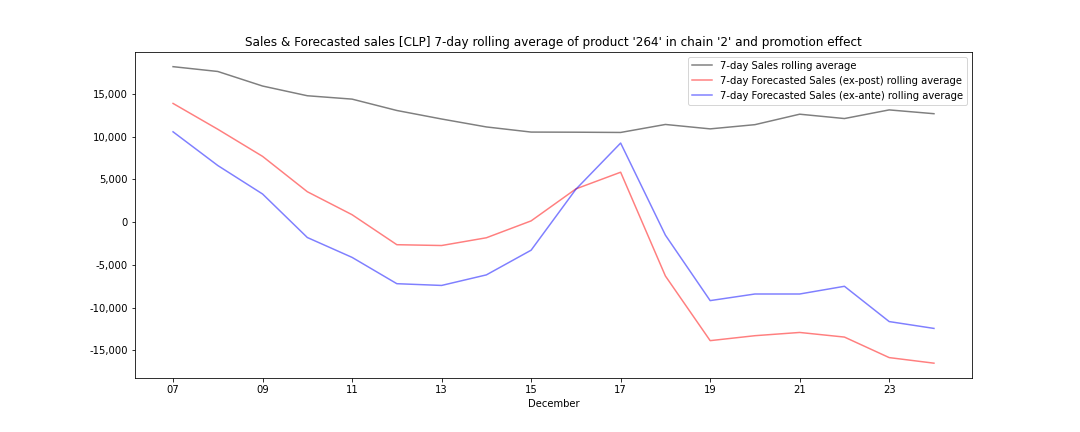 Sales & Forecasted sales [CLP] 7-day rolling average of product '264' in chain '2' and promotion effect
7-day Sales rolling average
7-day Forecasted Sales (ex-post) rolling average
7-day Forecasted Sales (ex-ante) rolling average
15,000
10,000
5,000
0
-5,000
-10,000
-15,000
07 09 11 13 15 17 19 21 23
December